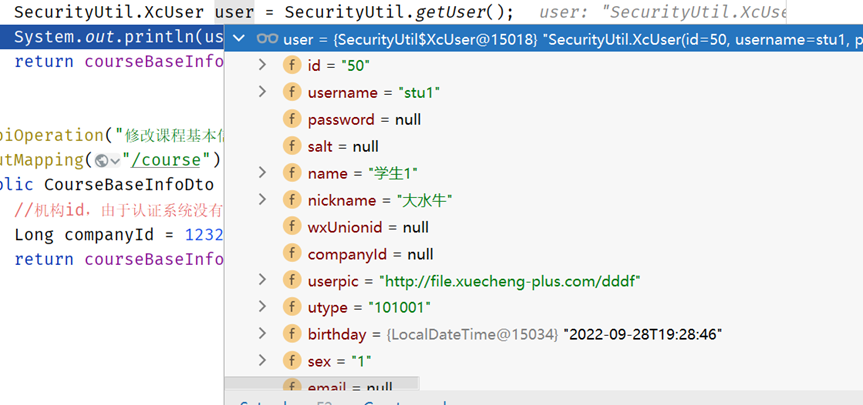 SecurityUtil.XcUser user = SecurityUtil.getUser();   user: "SecurityUtil.XcUse
System.out.println(us
user = {SecurityUtil$XcUser@15018} "SecurityUtil.XcUser(id=50, username=stu1, p
return courseBaseInfo
id = "50"
username = "stu1"
password = null
piOperation("修改课程基本信
salt = null
utMapping("/course")
name = "学生1"
blic CourseBaseInfoDto
nickname = "大水牛"
//机构id，由于认证系统没有
wxUnionid = null
Long companyId = 1232
companyId = null
return courseBaseInfo
userpic = "http://file.xuecheng-plus.com/dddf"
utype = "101001"
birthday = {LocalDateTime@15034} "2022-09-28T19:28:46"
sex = "1"
email = null